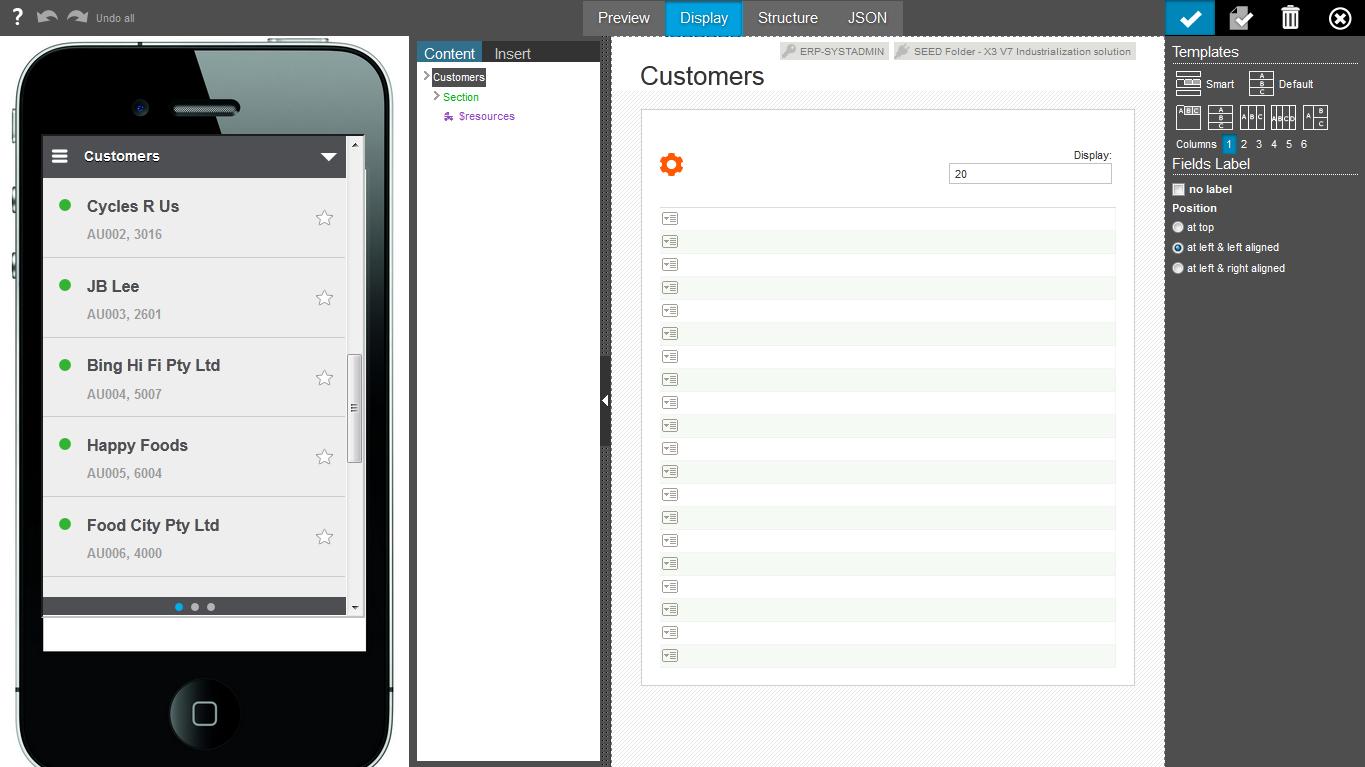 ?
Undo all
Preview
Display
Structure
JSON
Customers
Cycles R Us
AU002, 3016
JB Lee
AU003, 2601
Bing Hi Fi Pty Ltd
AU004, 5007
Happy Foods
AU005, 6004
Food City Pty Ltd
AU006, 4000
Content
Insert
Customers
Section
$resources
ERP-SYSTADMIN
SEED Folder - X3 V7 Industrialization solution
Customers
Display:
20
Templates
Smart
A
B
C
Default
A B C
A
B
C
A B C
A B C D
A B
C
Columns 1 2 3 4 5 6
Fields Label
no label
Position
at top
at left & left aligned
at left & right aligned